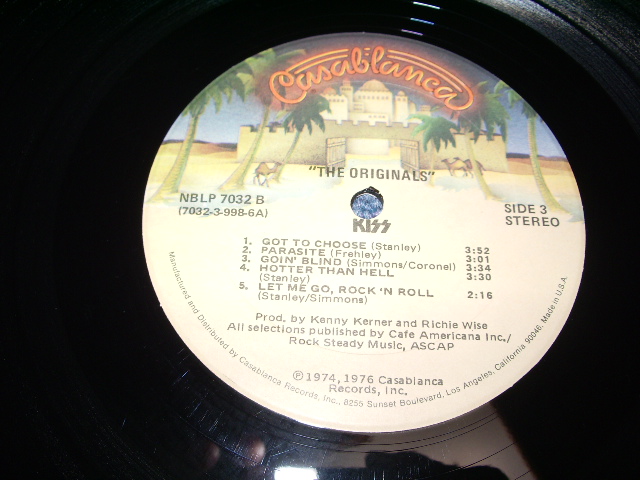 Casablanca
"THE ORIGINALS"
NBLP 7032 B
(7032-3-998-6A)
SIDE 3
STEREO
KISS
1. GOT TO CHOOSE (Stanley) 3:52
2. PARASITE (Frehley) 3:01
3. GOIN' BLIND (Simmons/Coronel) 3:34
4. HOTTER THAN HELL 3:30
(Stanley)
5. LET ME GO, ROCK 'N ROLL 2:16
(Stanley/Simmons)
Prod. by Kenny Kerner and Richie Wise
All selections published by Cafe Americana Inc./
Rock Steady Music, ASCAP
℗ 1974, 1976 Casablanca
Records, Inc.
Manufactured and Distributed by Casablanca Records, Inc., 8255 Sunset Boulevard, Los Angeles, California 90046, Made in U.S.A.